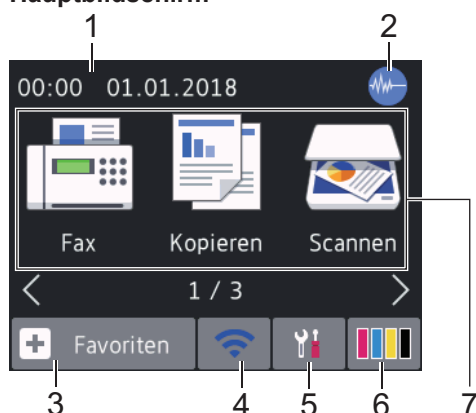 Hauptbildschirm
1 2
00:00 01.01.2018
Fax Kopieren Scannen
1 / 3
Favoriten
3 4 5 6 7